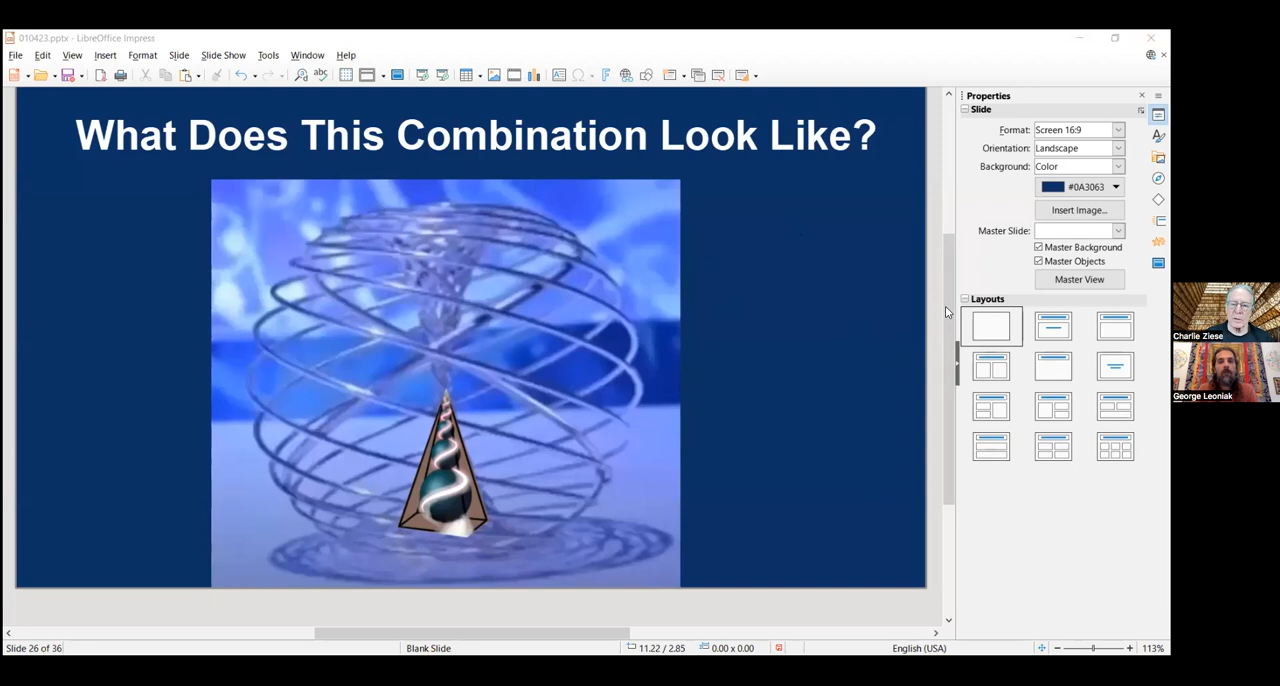 010423.pptx - LibreOffice Impress
File Edit View Insert Format Slide Slide Show Tools Window Help
What Does This Combination Look Like?
Properties
Slide
Format: Screen 16:9
Orientation: Landscape
Background: Color
#0A3063
Insert Image...
Master Slide:
Master Background
Master Objects
Master View
Layouts
Charlie Ziese
George Leoniak
Slide 26 of 36 Blank Slide 11.22 / 2.85 0.00 x 0.00 English (USA) 113%